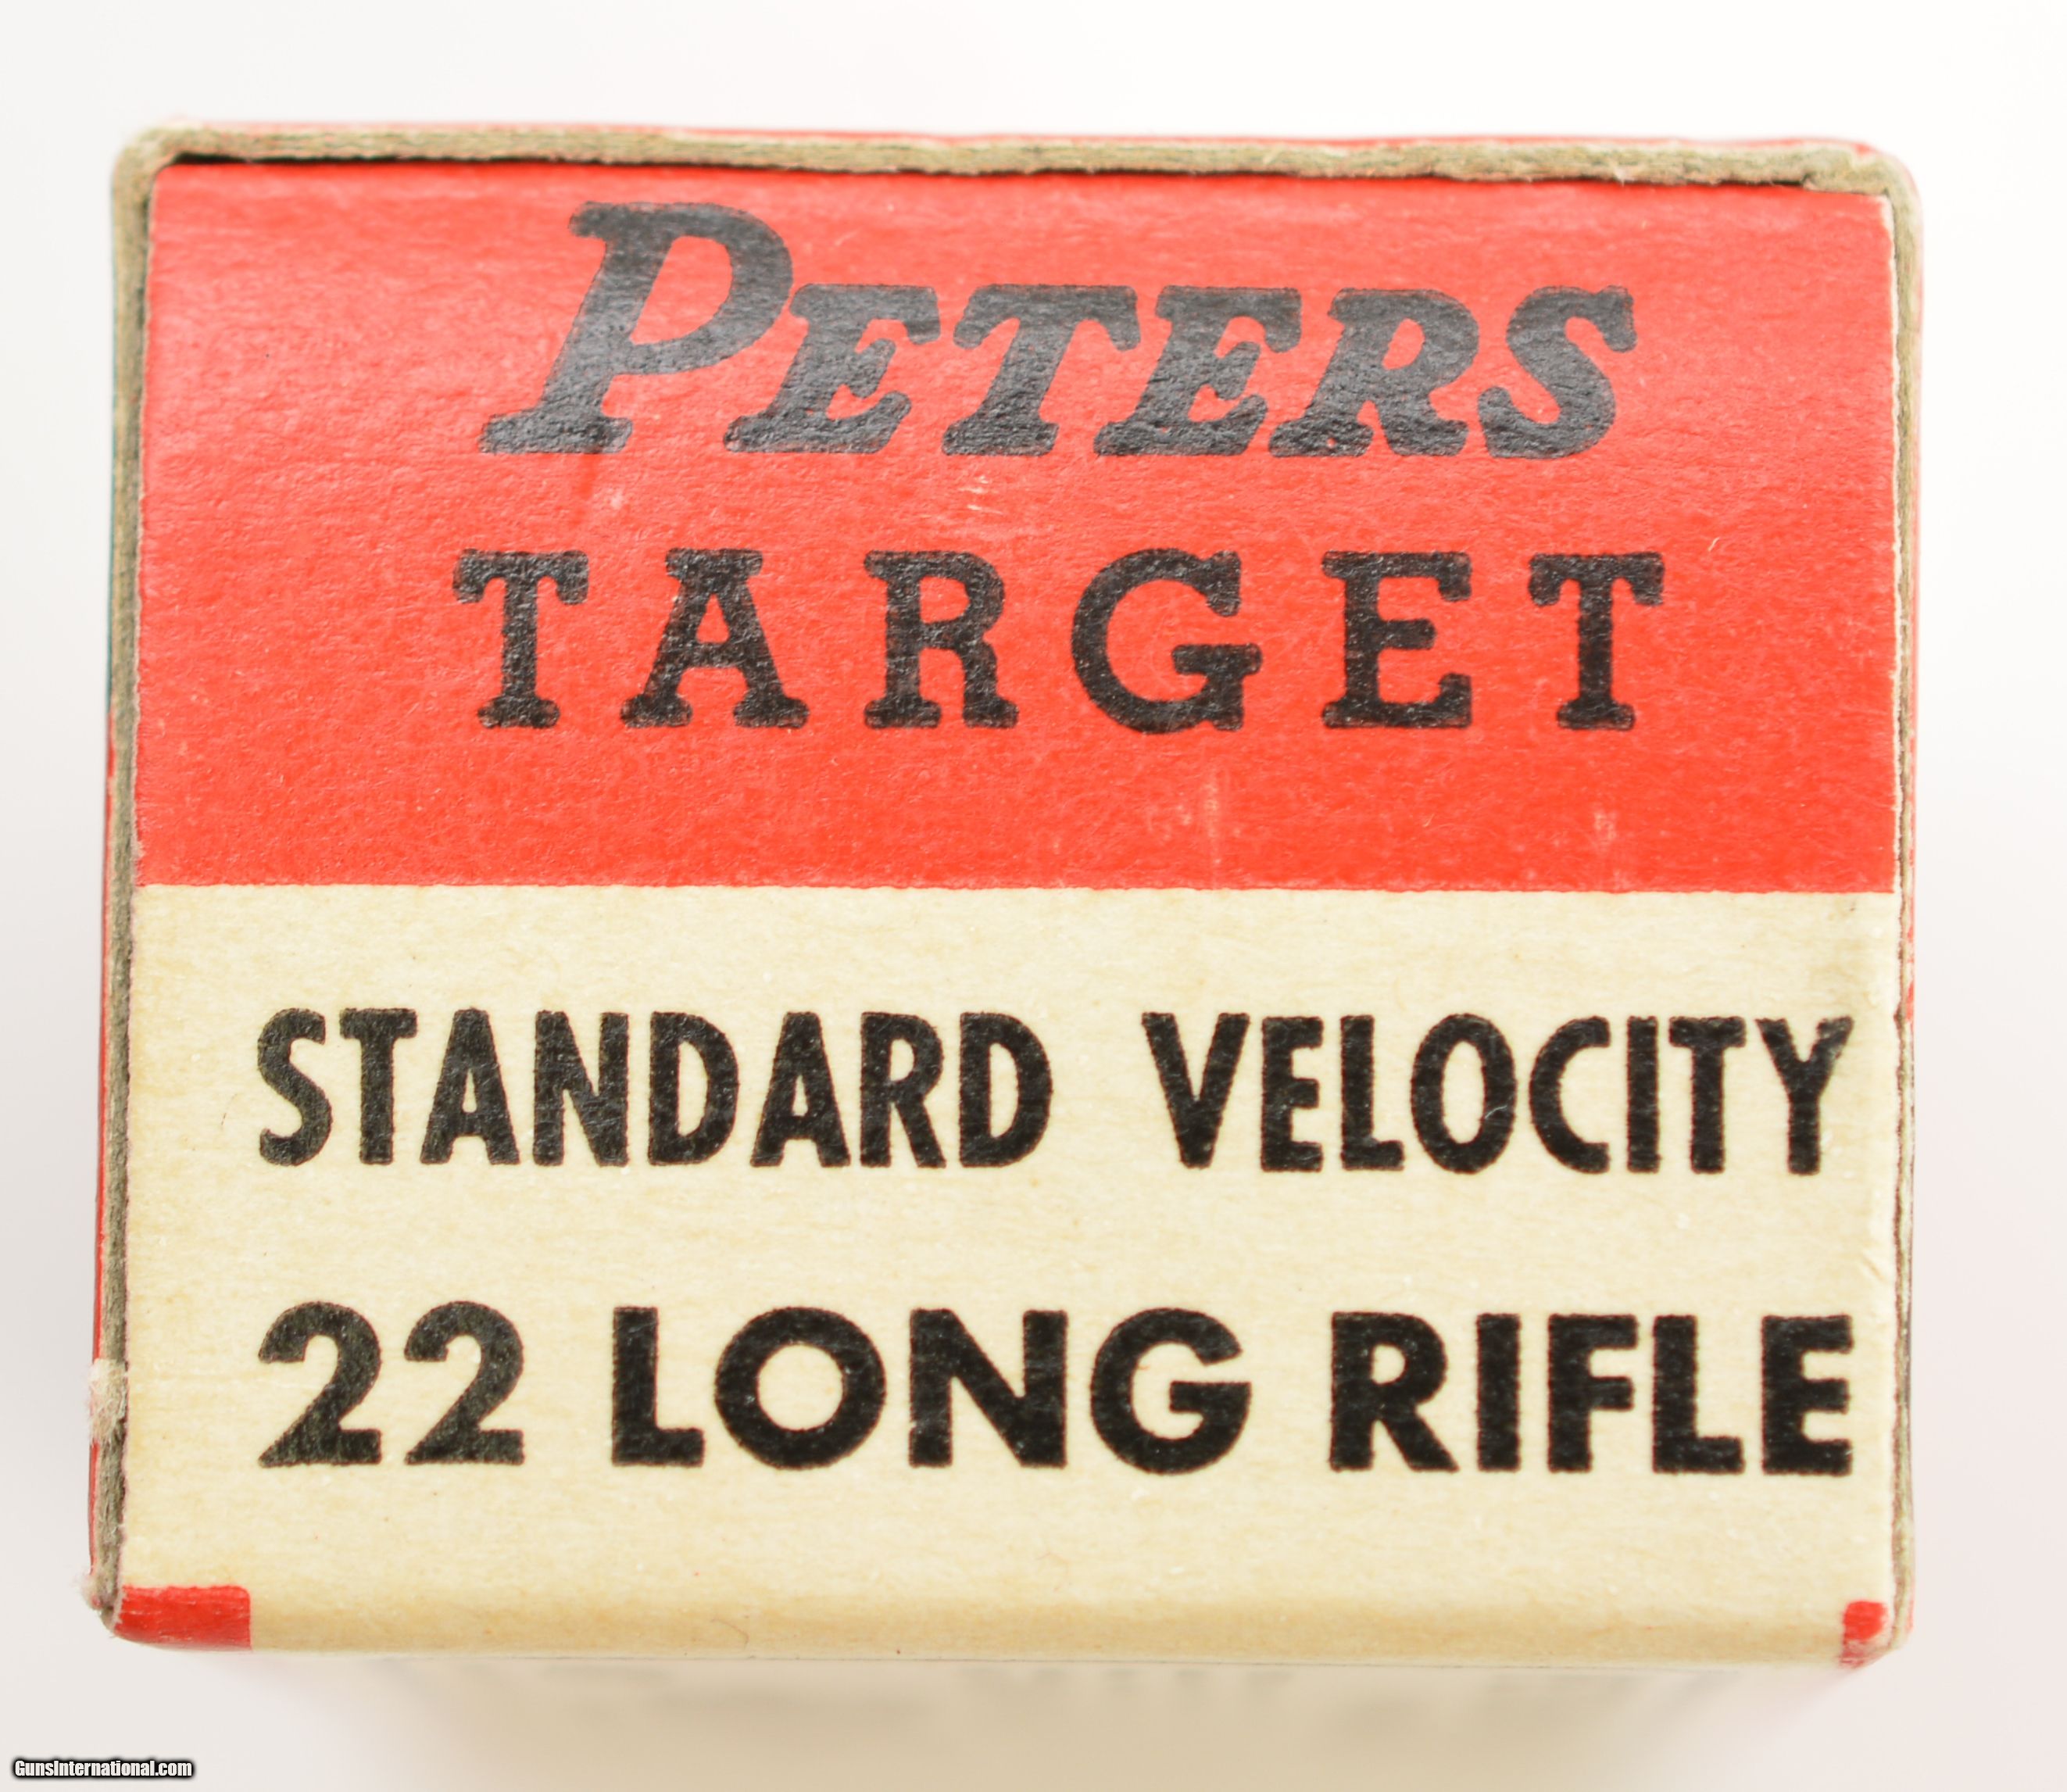 PETERS
TARGET
STANDARD VELOCITY
22 LONG RIFLE
GunsInternational.com